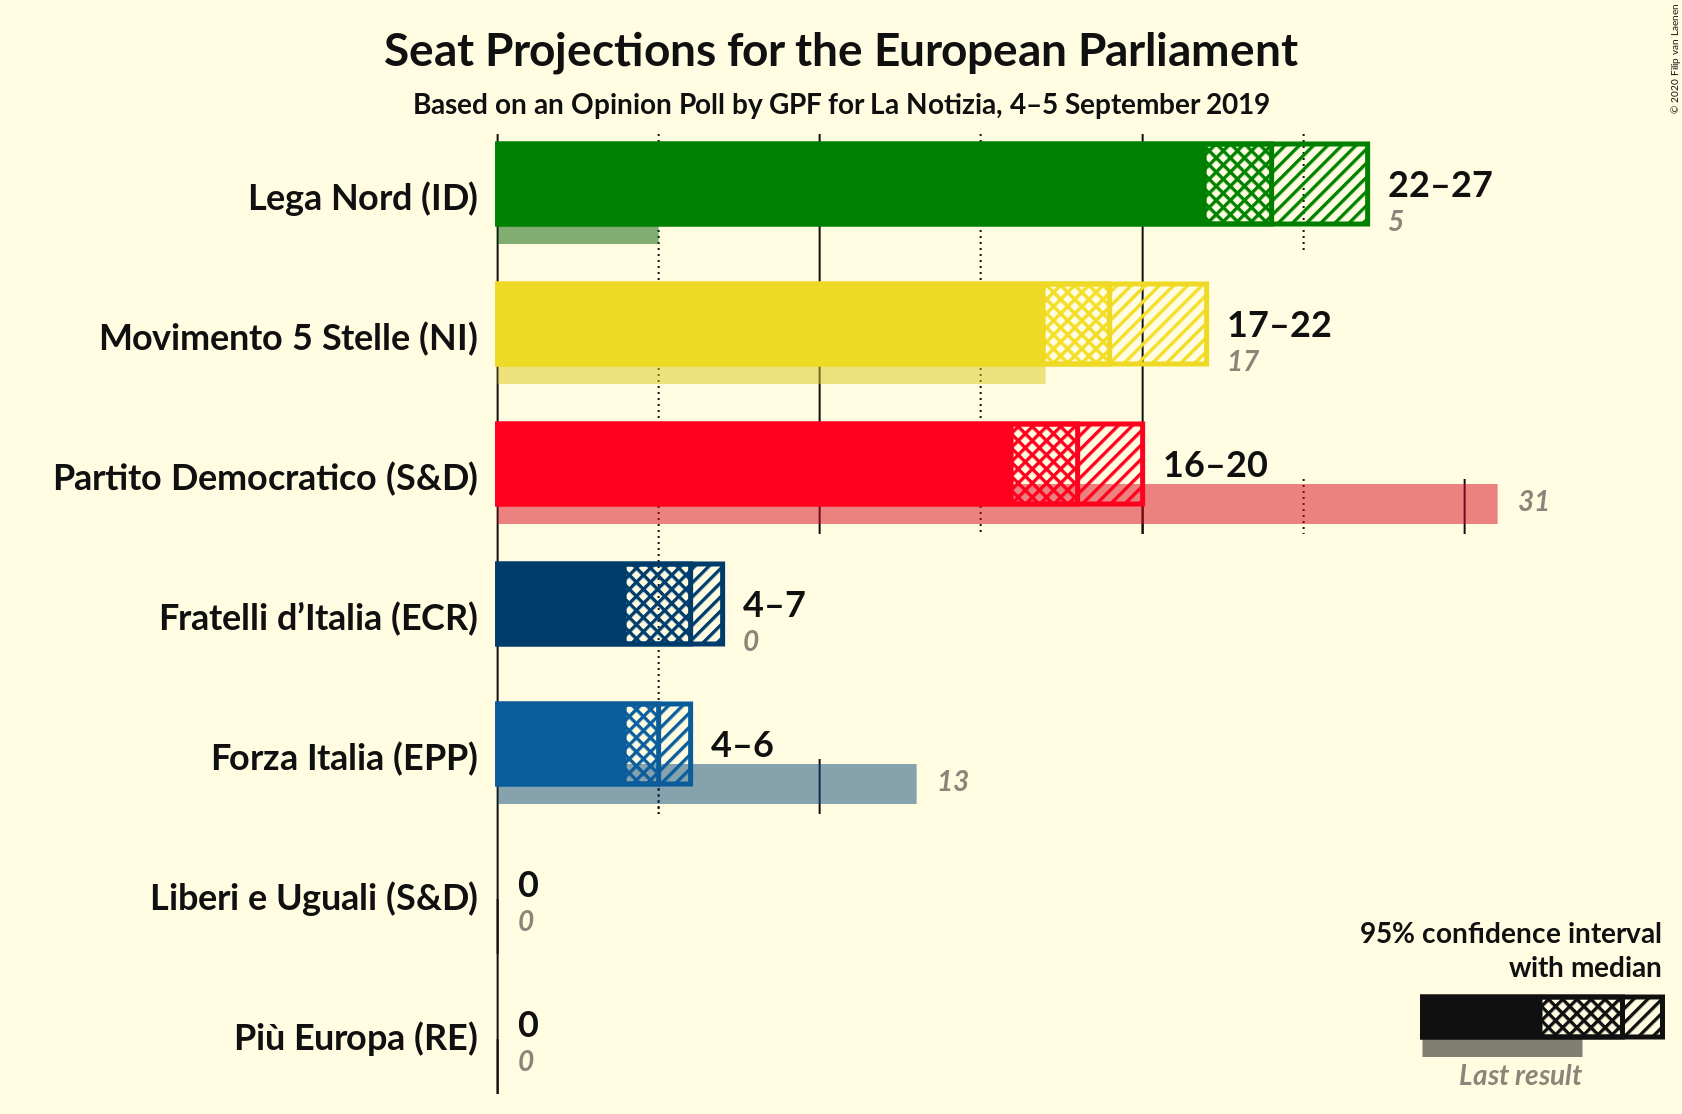 Seat Projections for the European Parliament
Based on an Opinion Poll by GPF for La Notizia, 4–5 September 2019
© 2020 Filip van Laenen
Lega Nord (ID)
22–27
5
Movimento 5 Stelle (NI)
17–22
17
Partito Democratico (S&D)
16–20
31
Fratelli d’Italia (ECR)
4–7
0
Forza Italia (EPP)
4–6
13
Liberi e Uguali (S&D)
0
0
Più Europa (RE)
0
0
95% confidence interval
with median
Last result